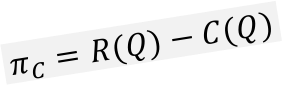 π_C = R(Q) − C(Q)